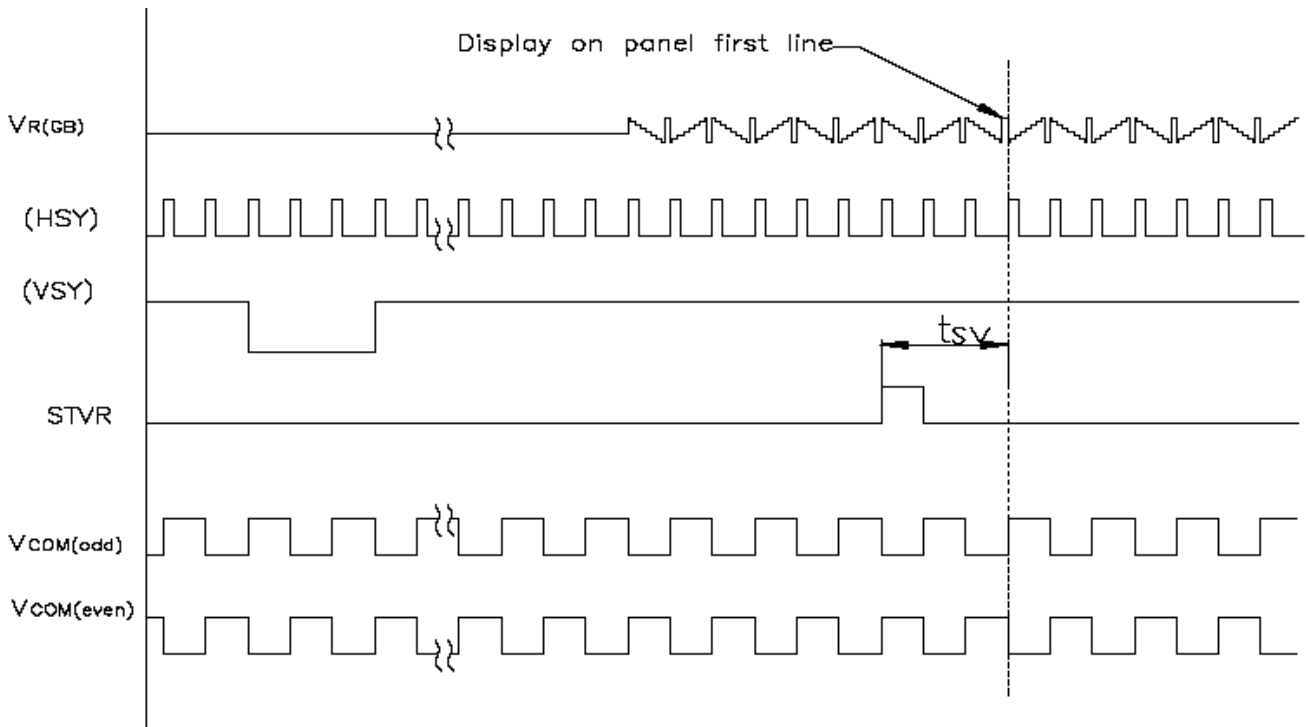 Display on panel first line
VR(GB)
(HSY)
(VSY)
tsv
STVR
VCOM(odd)
VCOM(even)